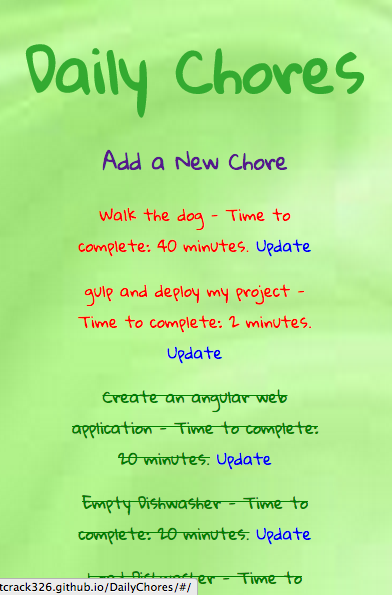 Daily Chores
Add a New Chore
Walk the dog - Time to
complete: 40 minutes. Update
gulp and deploy my project -
Time to complete: 2 minutes.
Update
Create an angular web
application - Time to complete:
20 minutes. Update
Empty Dishwasher - Time to
complete: 20 minutes. Update
Load Dishwasher - Time to
tcrack326.github.io/DailyChores/#/